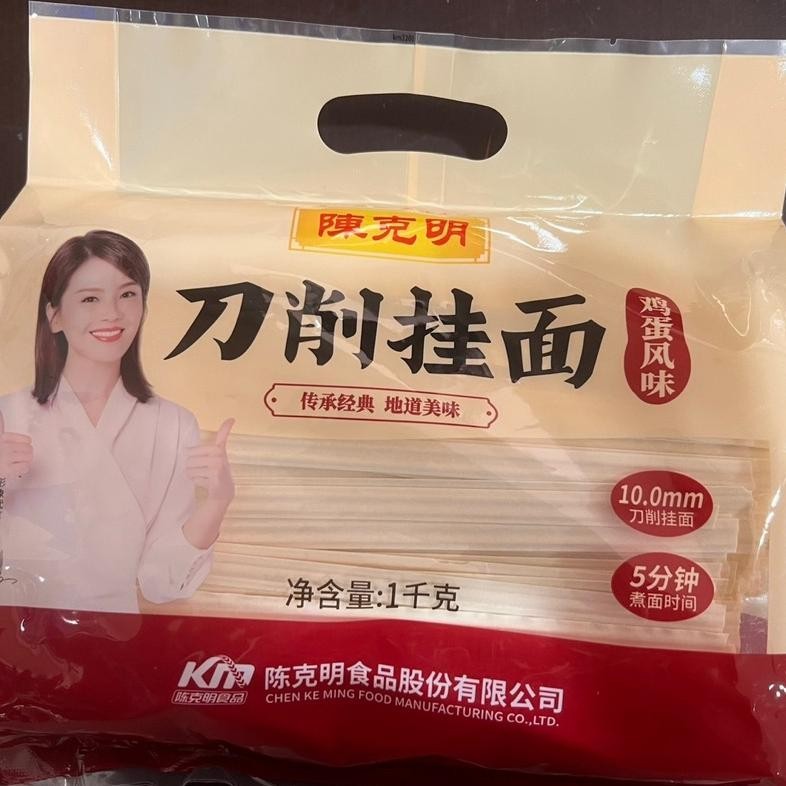 陳克明
刀削挂面
鸡蛋风味
传承经典 地道美味
10.0mm
刀削挂面
5分钟
煮面时间
净含量:1千克
KM
陈克明食品
陈克明食品股份有限公司
CHEN KE MING FOOD MANUFACTURING CO.,LTD.